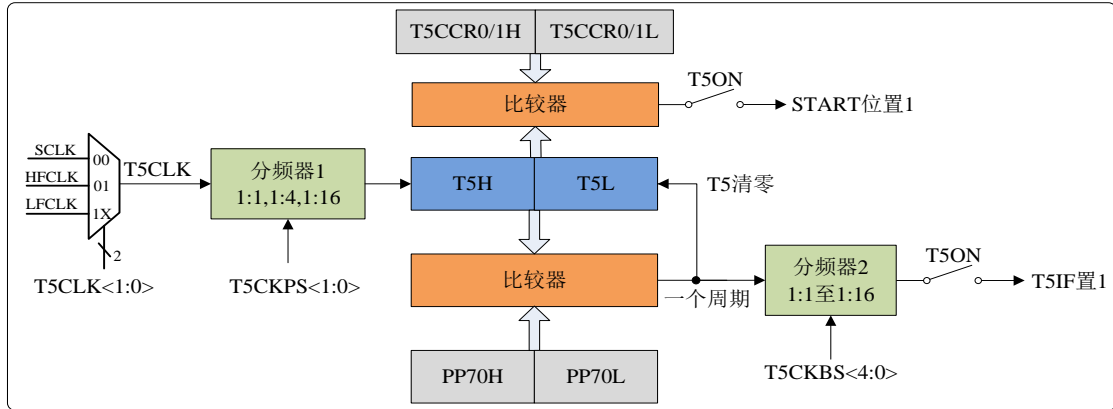 T5CCR0/1H T5CCR0/1L
比较器
T5ON
START位置1
SCLK
HFCLK
LFCLK
00
01
1X
T5CLK
2
T5CLK<1:0>
分频器1
1:1,1:4,1:16
T5CKPS<1:0>
T5H T5L
T5清零
比较器
一个周期
分频器2
1:1至1:16
T5ON
T5IF置1
T5CKBS<4:0>
PP70H PP70L